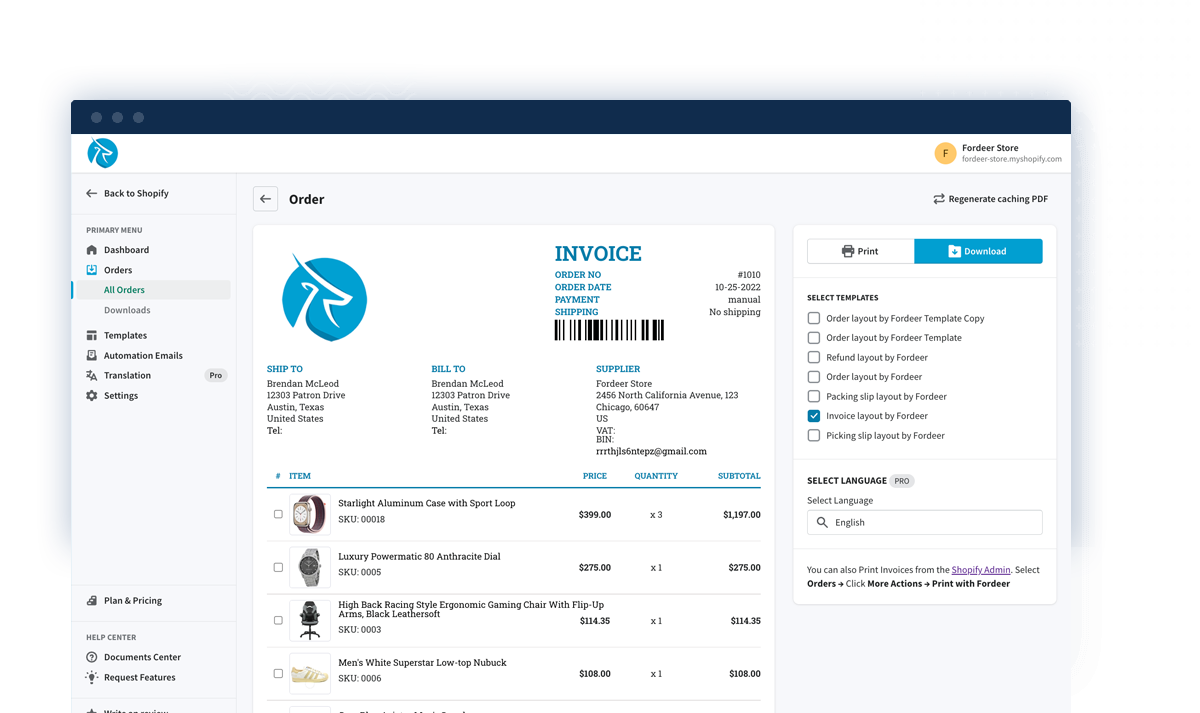 Fordeer Store
F
fordeer-store.myshopify.com
Back to Shopify
PRIMARY MENU
Dashboard
Orders
All Orders
Downloads
Templates
Automation Emails
Translation Pro
Settings
Plan & Pricing
HELP CENTER
Documents Center
Request Features
Order
Regenerate caching PDF
INVOICE
ORDER NO #1010
ORDER DATE 10-25-2022
PAYMENT manual
SHIPPING No shipping
SHIP TO
Brendan McLeod
12303 Patron Drive
Austin, Texas
United States
Tel:
BILL TO
Brendan McLeod
12303 Patron Drive
Austin, Texas
United States
Tel:
SUPPLIER
Fordeer Store
2456 North California Avenue, 123
Chicago, 60647
US
VAT:
BIN:
rrrthjls6ntepz@gmail.com
# ITEM PRICE QUANTITY SUBTOTAL
Starlight Aluminum Case with Sport Loop
SKU: 00018
$399.00 x 3 $1,197.00
Luxury Powermatic 80 Anthracite Dial
SKU: 0005
$275.00 x 1 $275.00
High Back Racing Style Ergonomic Gaming Chair With Flip-Up
Arms, Black Leathersoft
SKU: 0003
$114.35 x 1 $114.35
Men's White Superstar Low-top Nubuck
SKU: 0006
$108.00 x 1 $108.00
Print
Download
SELECT TEMPLATES
Order layout by Fordeer Template Copy
Order layout by Fordeer Template
Refund layout by Fordeer
Order layout by Fordeer
Packing slip layout by Fordeer
Invoice layout by Fordeer
Picking slip layout by Fordeer
SELECT LANGUAGE PRO
Select Language
English
You can also Print Invoices from the Shopify Admin. Select
Orders → Click More Actions → Print with Fordeer